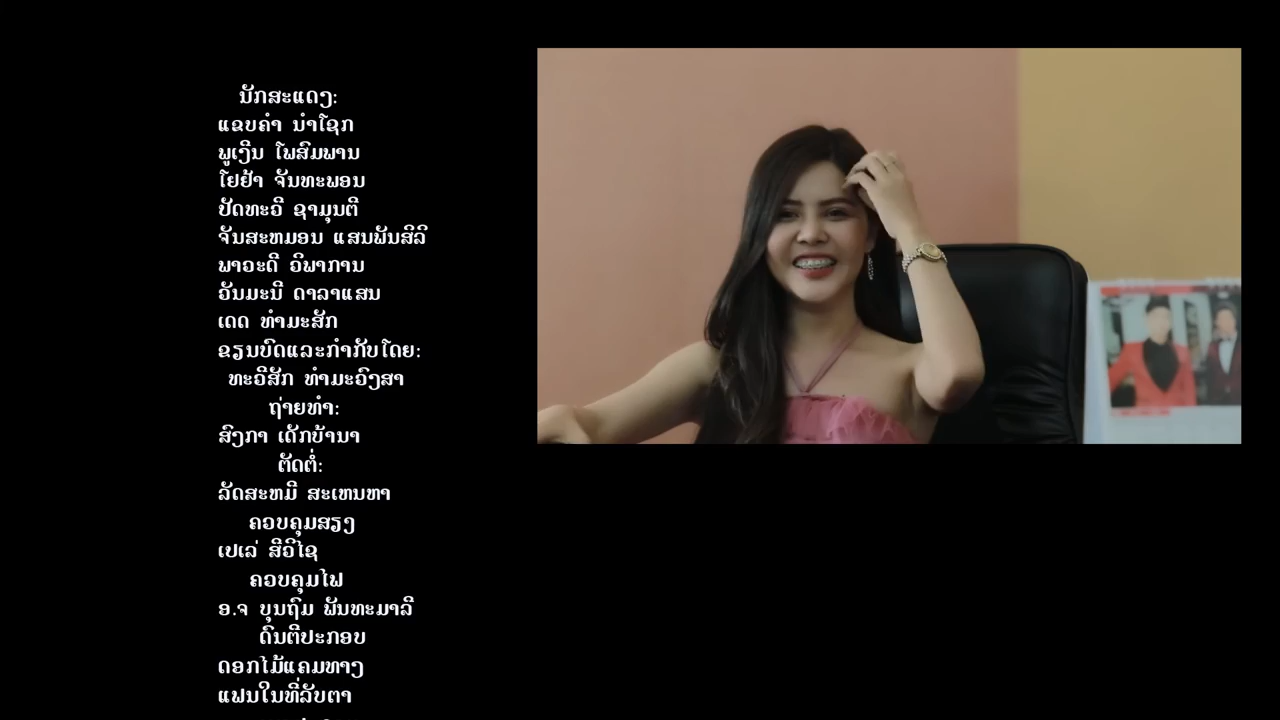 ນັກສະແດງ:
ແຂບຄຳ ນຳໂຊກ
ພູເງີນ ໂພສົມພານ
ໂຍຢ້າ ຈັນທະພອນ
ປັດທະວີ ຊາມຸນຕີ
ຈັນສະຫມອນ ແສນພັນສິລິ
ພາວະດີ ວິພາການ
ວັນມະນີ ດາລາແສນ
ເດດ ທຳມະສັກ
ຂຽນບົດແລະກຳກັບໂດຍ:
ທະວີສັກ ທຳມະວົງສາ
ຖ່າຍທຳ:
ສົງກາ ເດັກບ້ານາ
ຕັດຕໍ່:
ລັດສະຫມີ ສະເຫນຫາ
ຄວບຄຸມສຽງ
ເປເລ່ ສີວິໄຊ
ຄວບຄຸມໄຟ
ອ.ຈ ບຸນຖົມ ພັນທະມາລີ
ດົນຕີປະກອບ
ດອກໄມ້ແຄມທາງ
ແຟນໃນທີ່ລັບຕາ